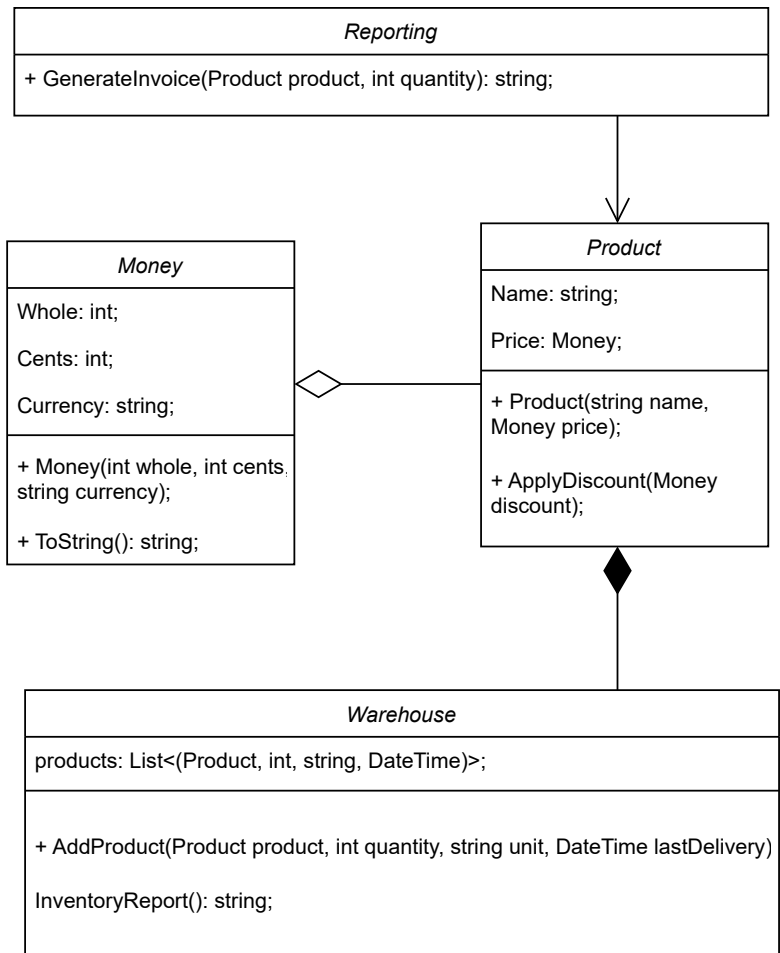 Reporting
+ GenerateInvoice(Product product, int quantity): string;
Money
Whole: int;
Cents: int;
Currency: string;
+ Money(int whole, int cents,
string currency);
+ ToString(): string;
Product
Name: string;
Price: Money;
+ Product(string name,
Money price);
+ ApplyDiscount(Money
discount);
Warehouse
products: List<(Product, int, string, DateTime)>;
+ AddProduct(Product product, int quantity, string unit, DateTime lastDelivery)
InventoryReport(): string;